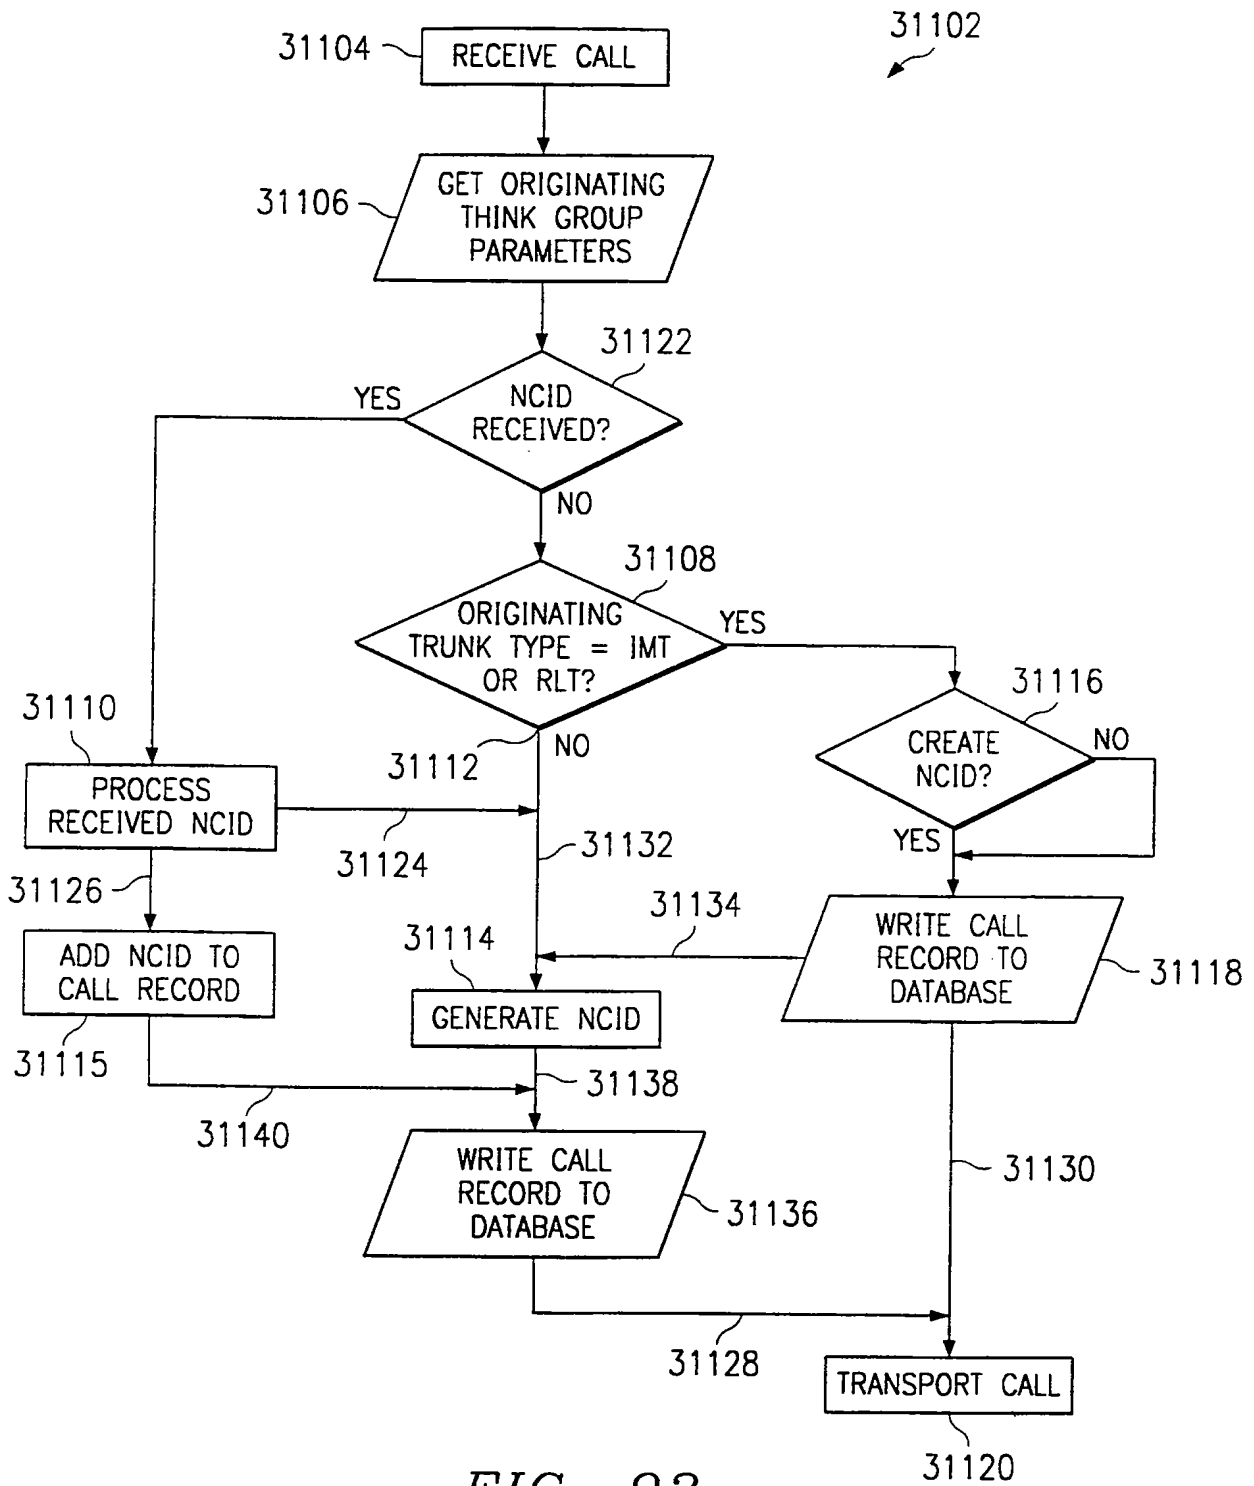 31102
31104
RECEIVE CALL
31106
GET ORIGINATING
THINK GROUP
PARAMETERS
31122
YES
NCID
RECEIVED?
NO
31108
ORIGINATING
TRUNK TYPE = IMT
OR RLT?
YES
31116
31110
31112
NO
CREATE
NCID?
NO
PROCESS
RECEIVED NCID
31124
31132
YES
31126
31134
ADD NCID TO
CALL RECORD
31114
WRITE CALL
RECORD TO
DATABASE
31118
GENERATE NCID
31115
31138
31140
WRITE CALL
RECORD TO
DATABASE
31136
31130
31128
TRANSPORT CALL
31120